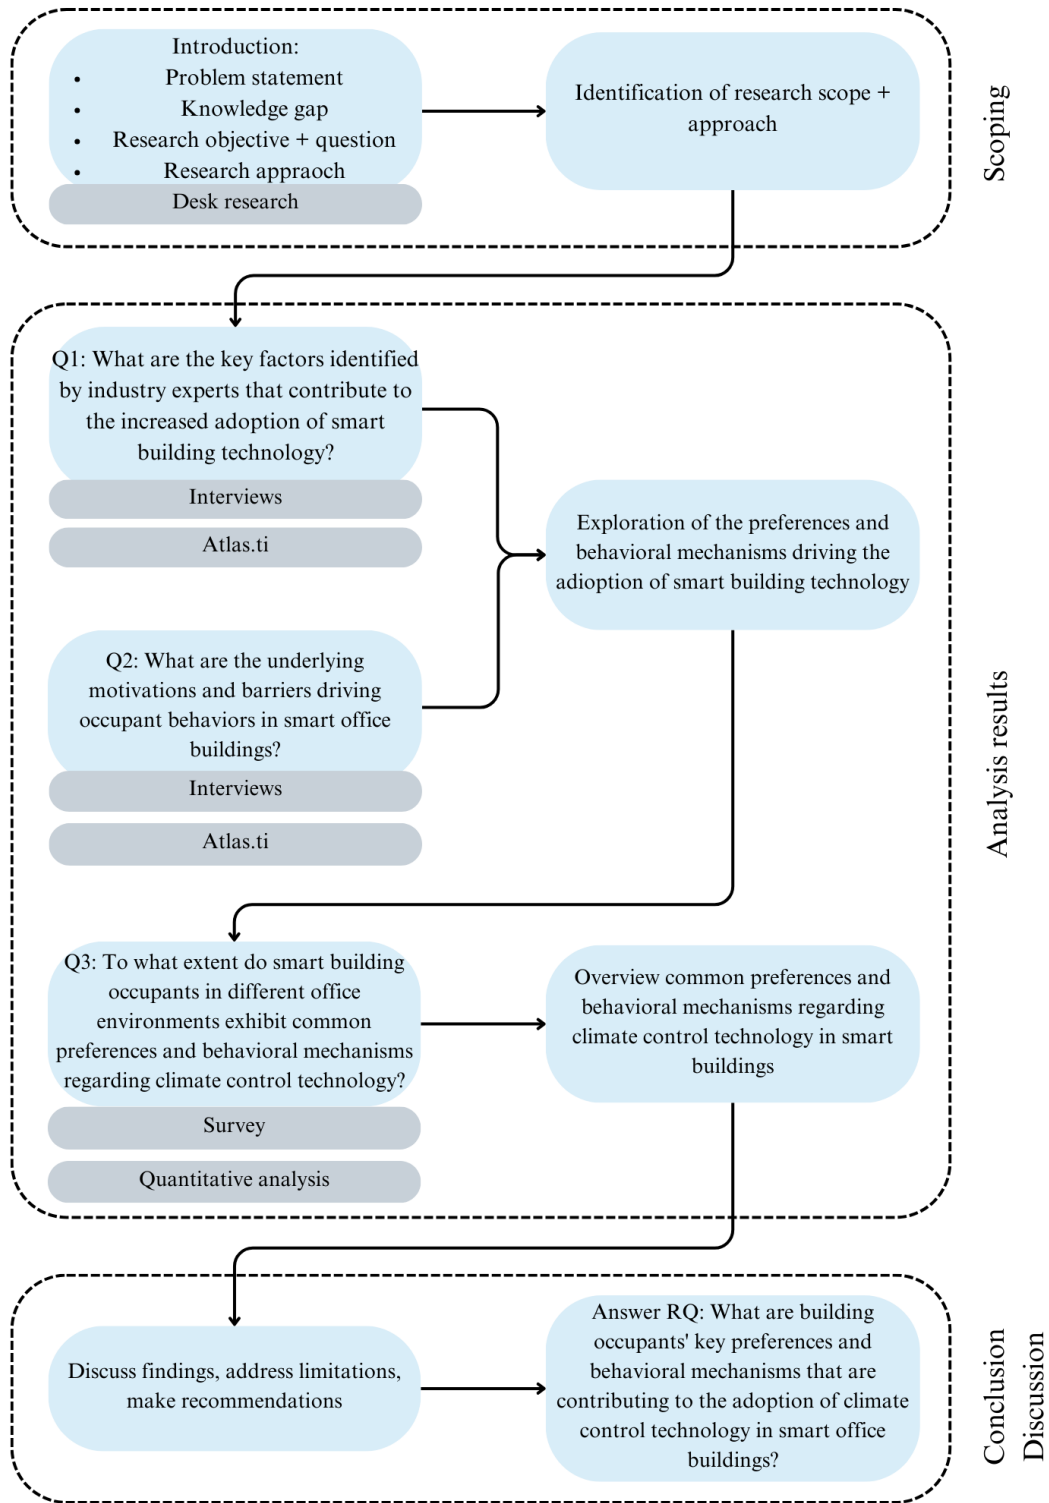 Introduction:
• Problem statement
• Knowledge gap
• Research objective + question
• Research appraoch
Desk research
Identification of research scope +
approach
Scoping
Q1: What are the key factors identified
by industry experts that contribute to
the increased adoption of smart
building technology?
Interviews
Atlas.ti
Exploration of the preferences and
behavioral mechanisms driving the
adioption of smart building technology
Q2: What are the underlying
motivations and barriers driving
occupant behaviors in smart office
buildings?
Interviews
Atlas.ti
Q3: To what extent do smart building
occupants in different office
environments exhibit common
preferences and behavioral mechanisms
regarding climate control technology?
Survey
Quantitative analysis
Overview common preferences and
behavioral mechanisms regarding
climate control technology in smart
buildings
Analysis results
Discuss findings, address limitations,
make recommendations
Answer RQ: What are building
occupants' key preferences and
behavioral mechanisms that are
contributing to the adoption of climate
control technology in smart office
buildings?
Conclusion
Discussion